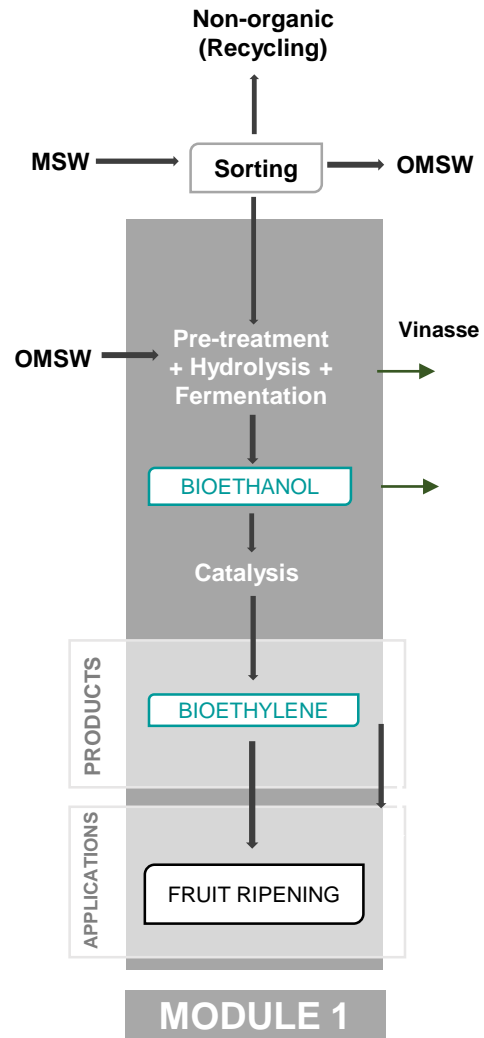 Non-organic
(Recycling)
MSW
Sorting
OMSW
Pre-treatment
+ Hydrolysis +
Fermentation
Vinasse
OMSW
BIOETHANOL
Catalysis
PRODUCTS
BIOETHYLENE
APPLICATIONS
FRUIT RIPENING
MODULE 1